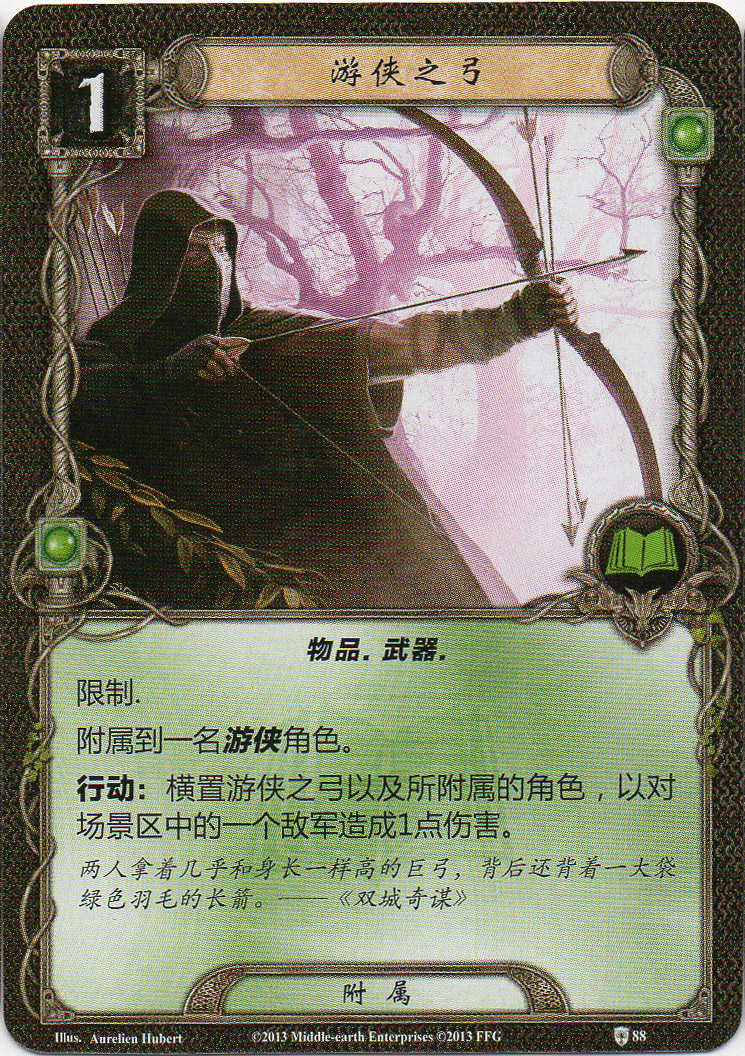 1
游侠之弓
物品. 武器.
限制.
附属到一名游侠角色。
行动：横置游侠之弓以及所附属的角色，以对
场景区中的一个敌军造成1点伤害。
两人拿着几乎和身长一样高的巨弓，背后还背着一大袋
绿色羽毛的长箭。——《双城奇谋》
附 属
Illus. Aurelien Hubert ©2013 Middle-earth Enterprises ©2013 FFG 88